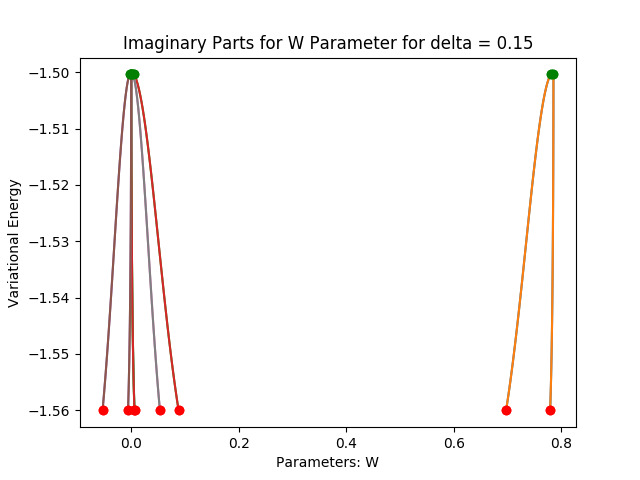 Imaginary Parts for W Parameter for delta = 0.15
Variational Energy
−1.50
−1.51
−1.52
−1.53
−1.54
−1.55
−1.56
0.0 0.2 0.4 0.6 0.8
Parameters: W